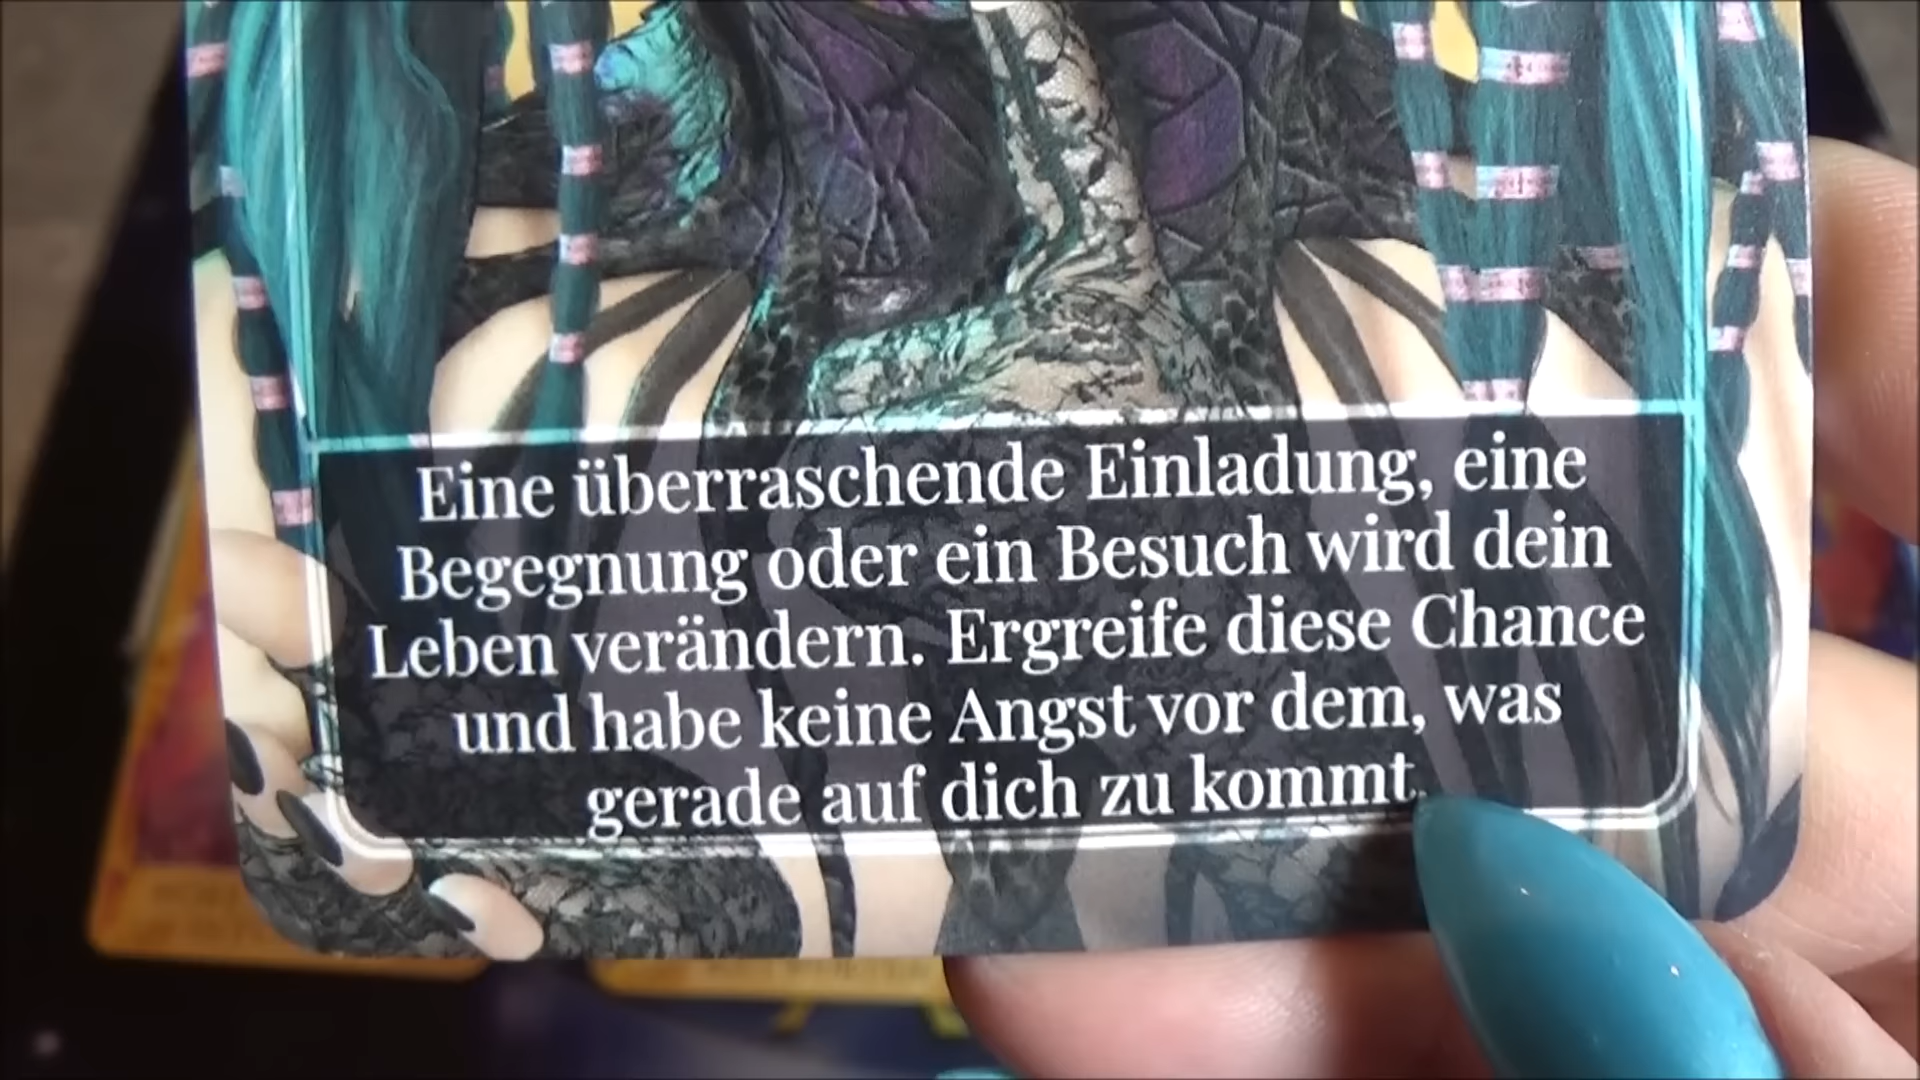 Eine überraschende Einladung, eine
Begegnung oder ein Besuch wird dein
Leben verändern. Ergreife diese Chance
und habe keine Angst vor dem, was
gerade auf dich zu kommt.